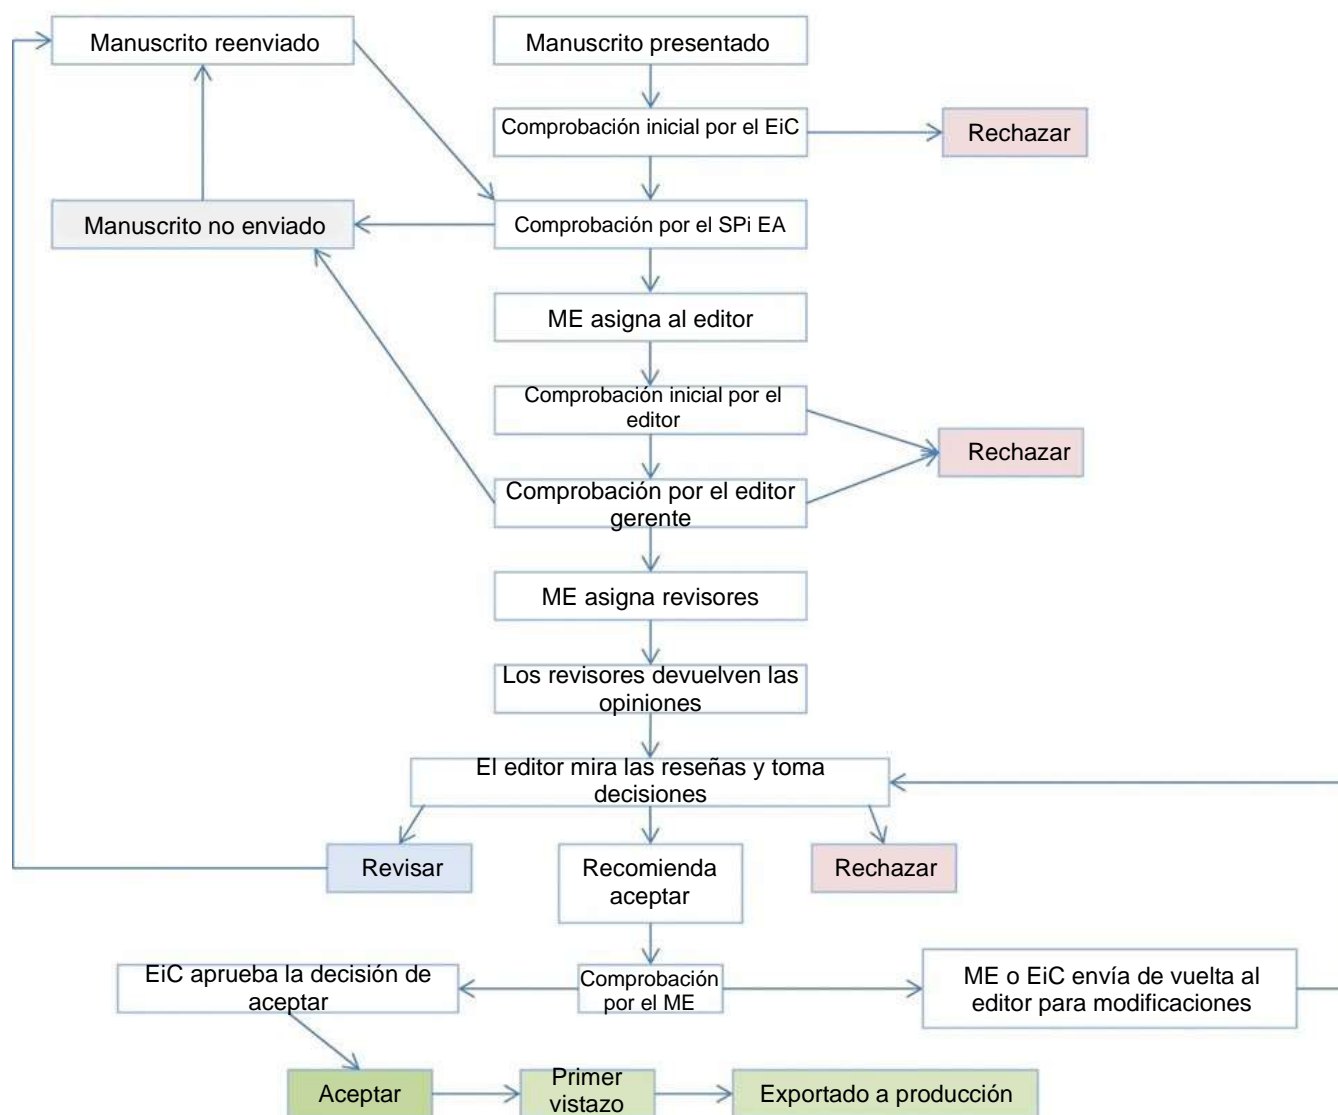 Manuscrito reenviado
Manuscrito presentado
Comprobación inicial por el EiC
Rechazar
Manuscrito no enviado
Comprobación por el SPi EA
ME asigna al editor
Comprobación inicial por el
editor
Rechazar
Comprobación por el editor
gerente
ME asigna revisores
Los revisores devuelven las
opiniones
El editor mira las reseñas y toma
decisiones
Revisar
Recomienda
aceptar
Rechazar
EiC aprueba la decisión de
aceptar
Comprobación
por el ME
ME o EiC envía de vuelta al
editor para modificaciones
Aceptar
Primer
vistazo
Exportado a producción